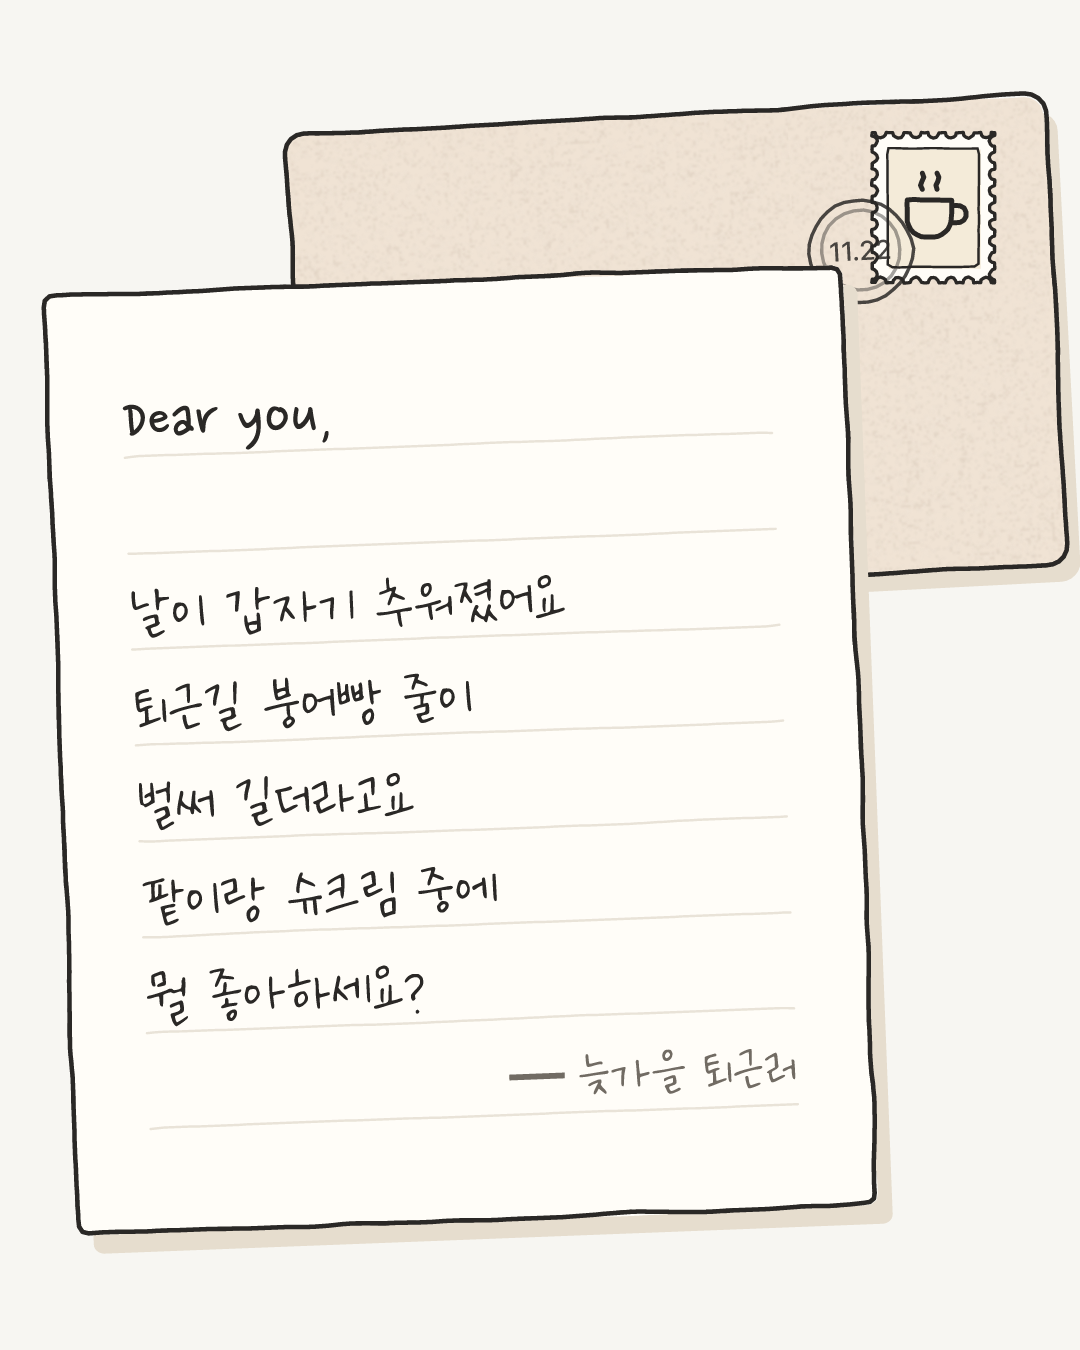 11.22
Dear you,
날이 갑자기 추워졌어요
퇴근길 붕어빵 줄이
벌써 길더라고요
팥이랑 슈크림 중에
뭘 좋아하세요?
— 늦가을 퇴근러